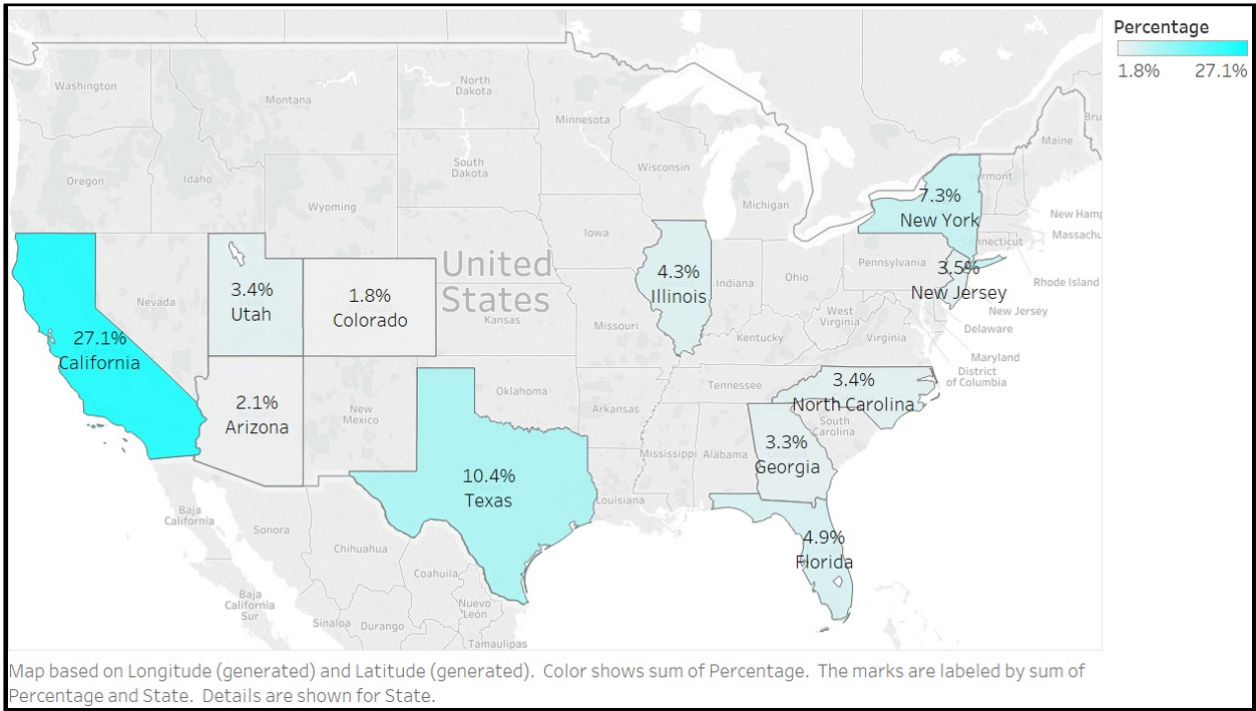 Percentage
1.8% 27.1%
Washington
Montana
North
Dakota
Minnesota
Oregon
Idaho
South
Dakota
Wisconsin
Michigan
Maine
Wyoming
Iowa
7.3%
New York
Connecticut
Rhode Island
Pennsylvania
3.5%
New Jersey
New Jersey
Delaware
Maryland
District
of Columbia
United
States
Nevada
3.4%
Utah
1.8%
Colorado
Kansas
Missouri
4.3%
Illinois
Indiana
Ohio
West
Virginia
Virginia
Kentucky
27.1%
California
2.1%
Arizona
New
Mexico
Oklahoma
Arkansas
Tennessee
3.4%
North Carolina
South
Carolina
10.4%
Texas
Louisiana
Mississippi
Alabama
3.3%
Georgia
4.9%
Florida
Baja
California
Sonora
Chihuahua
Coahuila
Baja
California
Sur
Sinaloa
Durango
Nuevo
León
Tamaulipas
Map based on Longitude (generated) and Latitude (generated). Color shows sum of Percentage. The marks are labeled by sum of
Percentage and State. Details are shown for State.